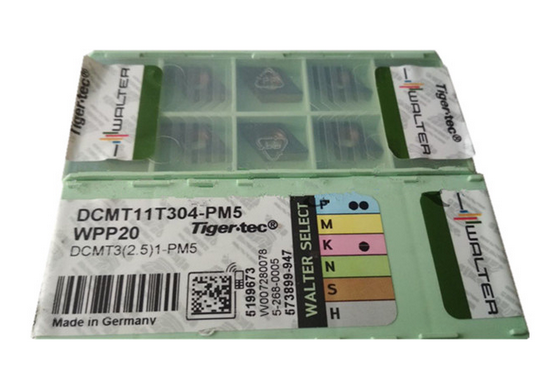 Tiger·tec®
WALTER
Tiger·tec®
WALTER
DCMT11T304-PM5
WPP20
Tiger·tec®
DCMT3(2.5)1-PM5
Made in Germany
5199673
W007280078
5-268-0005
573899-947
WALTER SELECT
P
M
K
N
S
H
WALTER